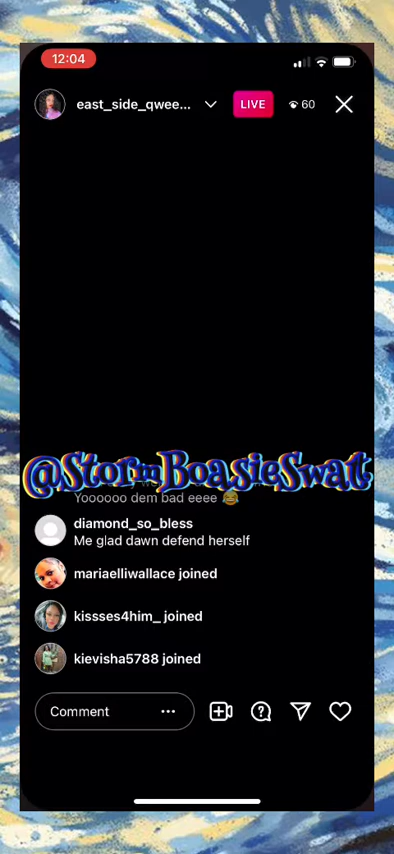 12:04
east_side_qwee...
LIVE
60
@StormBoasieSwat
Yoooooo dem bad eeee 😂
diamond_so_bless
Me glad dawn defend herself
mariaelliwallace joined
kissses4him_ joined
kievisha5788 joined
Comment